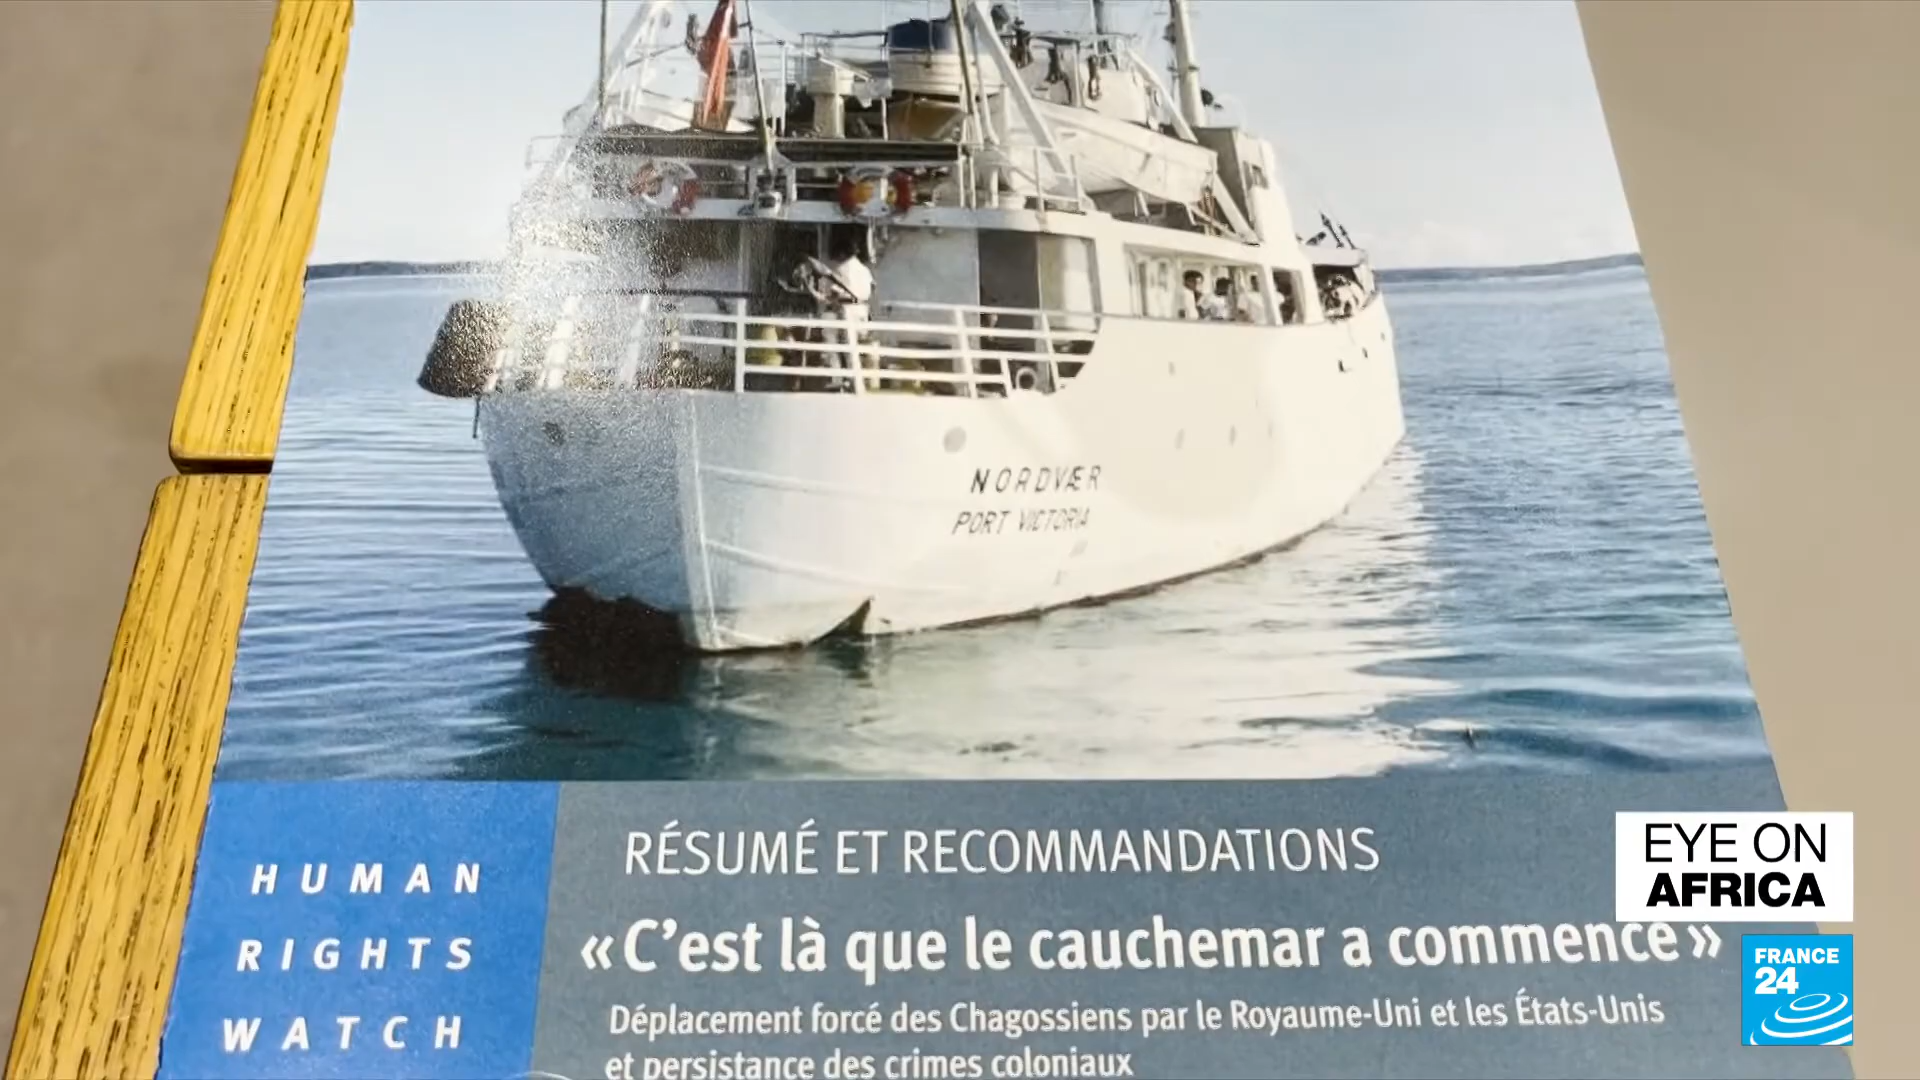 NORDVÆR
PORT VICTORIA
HUMAN
RIGHTS
WATCH
RÉSUMÉ ET RECOMMANDATIONS
« C’est là que le cauchemar a commencé »
Déplacement forcé des Chagossiens par le Royaume-Uni et les États-Unis
et persistance des crimes coloniaux
EYE ON
AFRICA
FRANCE
24